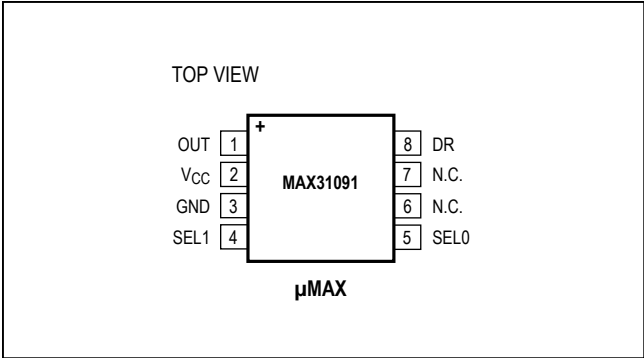 TOP VIEW
+
OUT 1 8 DR
VCC 2 MAX31091 7 N.C.
GND 3 6 N.C.
SEL1 4 5 SEL0
µMAX